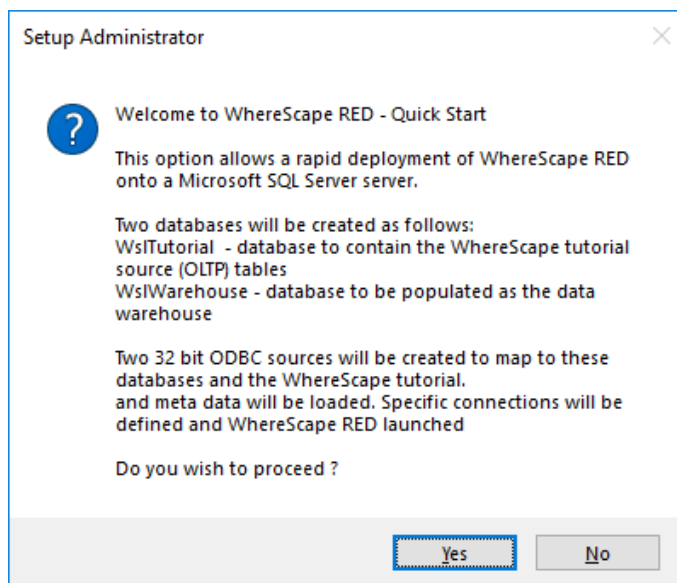 Setup Administrator
Welcome to WhereScape RED - Quick Start
This option allows a rapid deployment of WhereScape RED
onto a Microsoft SQL Server server.
Two databases will be created as follows:
WslTutorial - database to contain the WhereScape tutorial
source (OLTP) tables
WslWarehouse - database to be populated as the data
warehouse
Two 32 bit ODBC sources will be created to map to these
databases and the WhereScape tutorial.
and meta data will be loaded. Specific connections will be
defined and WhereScape RED launched
Do you wish to proceed ?
Yes No